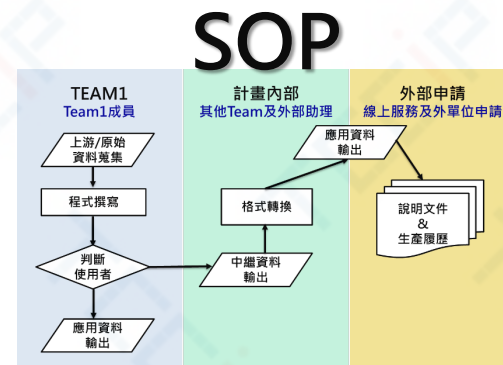 SOP
TEAM1
Team1成員
上游/原始
資料蒐集
程式撰寫
判斷
使用者
應用資料
輸出
計畫內部
其他Team及外部助理
應用資料
輸出
格式轉換
中繼資料
輸出
外部申請
線上服務及外單位申請
說明文件
&
生產履歷